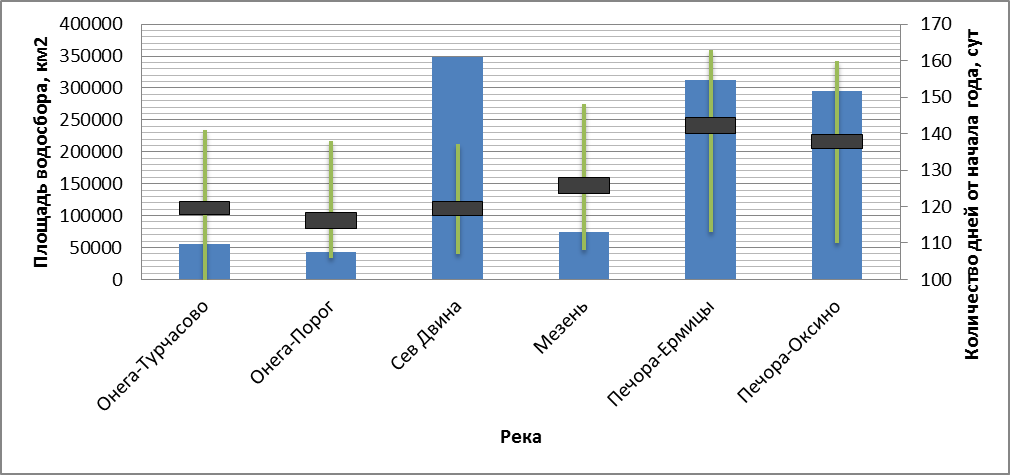 Площадь водосбора, км2
400000
350000
300000
250000
200000
150000
100000
50000
0
170
160
150
140
130
120
110
100
Количество дней от начала года, сут
Онега-Турчасово
Онега-Порог
Сев Двина
Мезень
Печора-Ермицы
Печора-Оксино
Река